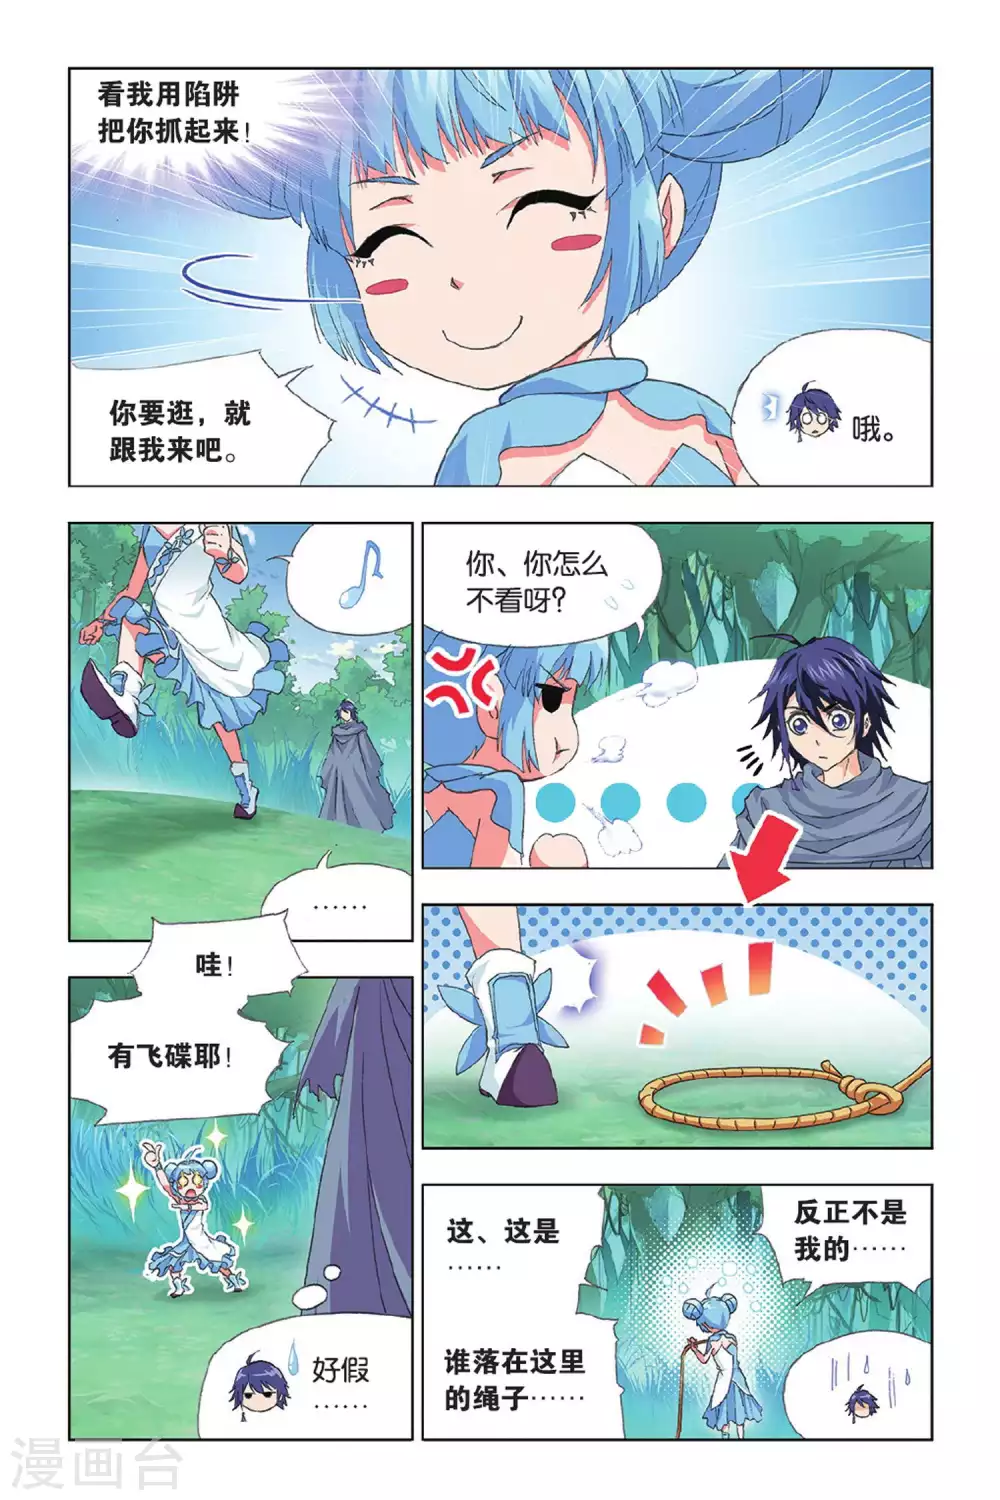 看我用陷阱
把你抓起来！
你要逛，就
跟我来吧。
哦。
……
你、你怎么
不看呀？
哇！
有飞碟耶！
好假
……
这、这是
……
谁落在这里
的绳子……
反正不是
我的……
漫画台